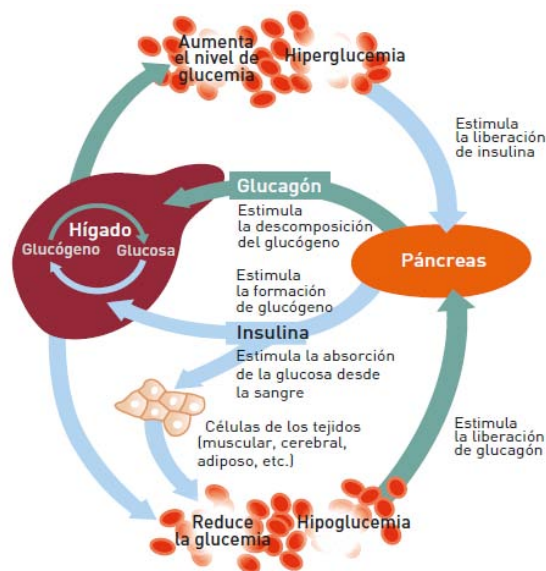 Aumenta
el nivel de
glucemia
Hiperglucemia
Estimula
la liberación
de insulina
Glucagón
Estimula
la descomposición
del glucógeno
Hígado
Glucógeno
Glucosa
Páncreas
Estimula
la formación
de glucógeno
Insulina
Estimula la absorción
de la glucosa desde
la sangre
Células de los tejidos
(muscular, cerebral,
adiposo, etc.)
Estimula
la liberación
de glucagón
Reduce
la glucemia
Hipoglucemia